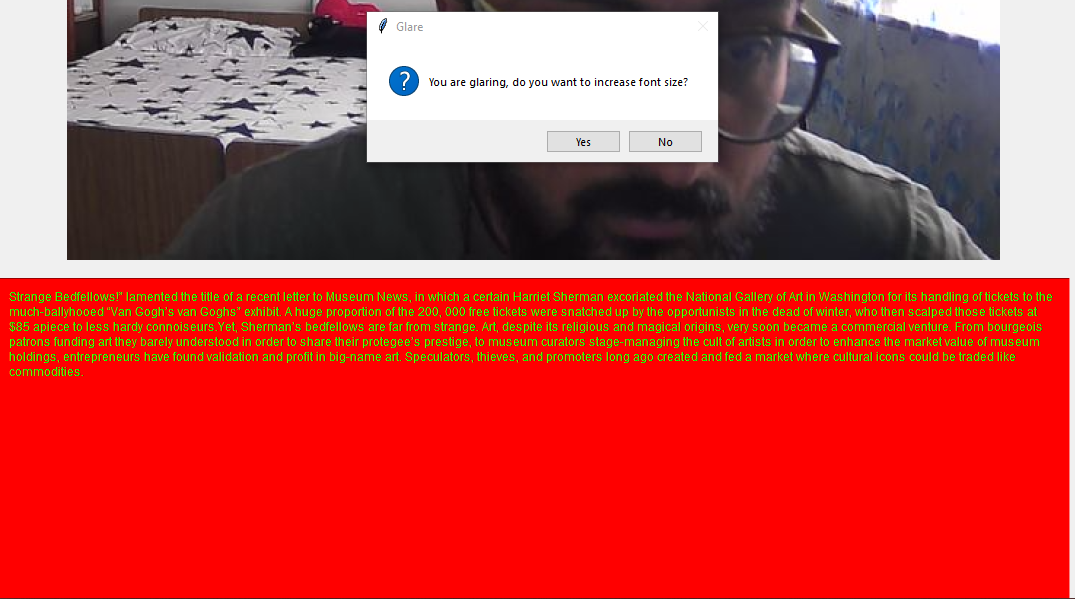 Glare
You are glaring, do you want to increase font size?
Yes No
Strange Bedfellows!" lamented the title of a recent letter to Museum News, in which a certain Harriet Sherman excoriated the National Gallery of Art in Washington for its handling of tickets to the
much-ballyhooed "Van Gogh's van Goghs" exhibit. A huge proportion of the 200, 000 free tickets were snatched up by the opportunists in the dead of winter, who then scalped those tickets at
$85 apiece to less hardy connoiseurs.Yet, Sherman's bedfellows are far from strange. Art, despite its religious and magical origins, very soon became a commercial venture. From bourgeois
patrons funding art they barely understood in order to share their protegee's prestige, to museum curators stage-managing the cult of artists in order to enhance the market value of museum
holdings, entrepreneurs have found validation and profit in big-name art. Speculators, thieves, and promoters long ago created and fed a market where cultural icons could be traded like
commodities.